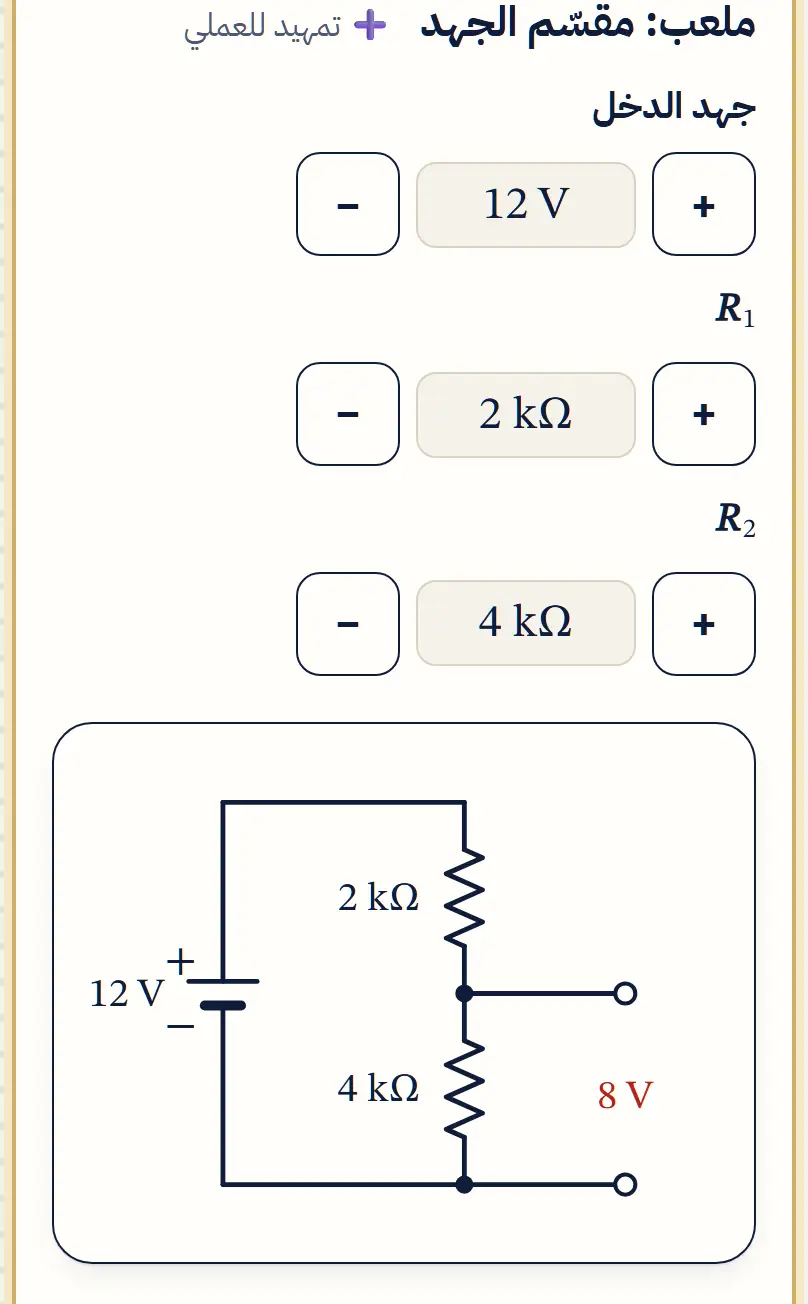 ملعب: مقسّم الجهد ➕ تمهيد للعملي
جهد الدخل
− 12 V +
R₁
− 2 kΩ +
R₂
− 4 kΩ +
2 kΩ
+
12 V
−
4 kΩ
8 V